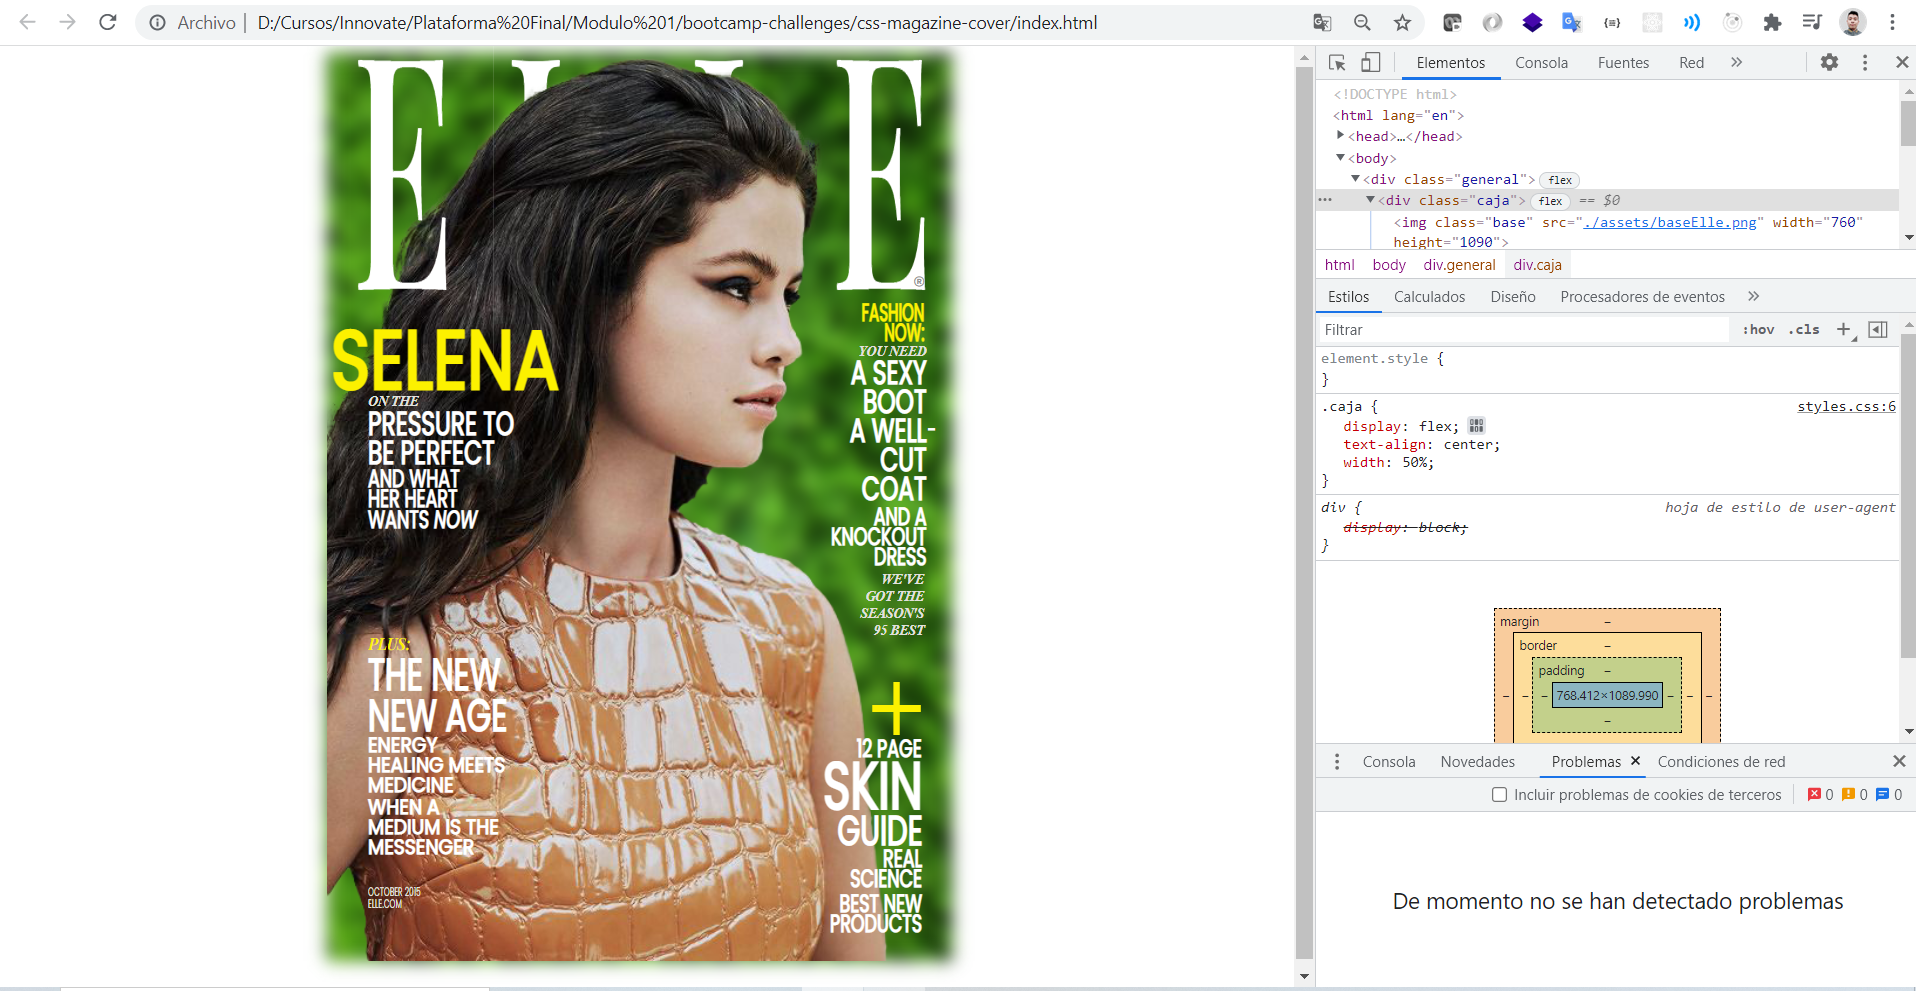 Archivo | D:/Cursos/Innovate/Plataforma%20Final/Modulo%201/bootcamp-challenges/css-magazine-cover/index.html
ELLE
®
SELENA
ON THE
PRESSURE TO
BE PERFECT
AND WHAT
HER HEART
WANTS NOW
PLUS:
THE NEW
NEW AGE
ENERGY
HEALING MEETS
MEDICINE
WHEN A
MEDIUM IS THE
MESSENGER
OCTOBER 2015
ELLE.COM
FASHION
NOW:
YOU NEED
A SEXY
BOOT
A WELL-
CUT
COAT
AND A
KNOCKOUT
DRESS
WE'VE
GOT THE
SEASON'S
95 BEST
+
12 PAGE
SKIN
GUIDE
REAL
SCIENCE
BEST NEW
PRODUCTS
Elementos Consola Fuentes Red »
<!DOCTYPE html>
<html lang="en">
<head>…</head>
<body>
<div class="general"> flex
… <div class="caja"> flex == $0
<img class="base" src="./assets/baseElle.png" width="760"
height="1090">
html body div.general div.caja
Estilos Calculados Diseño Procesadores de eventos »
Filtrar :hov .cls +
element.style {
}
.caja { styles.css:6
display: flex;
text-align: center;
width: 50%;
}
div { hoja de estilo de user-agent
display: block;
}
margin –
border –
padding –
– – – 768.412×1089.990 – – –
–
Consola Novedades Problemas × Condiciones de red
Incluir problemas de cookies de terceros 0 0 0
De momento no se han detectado problemas